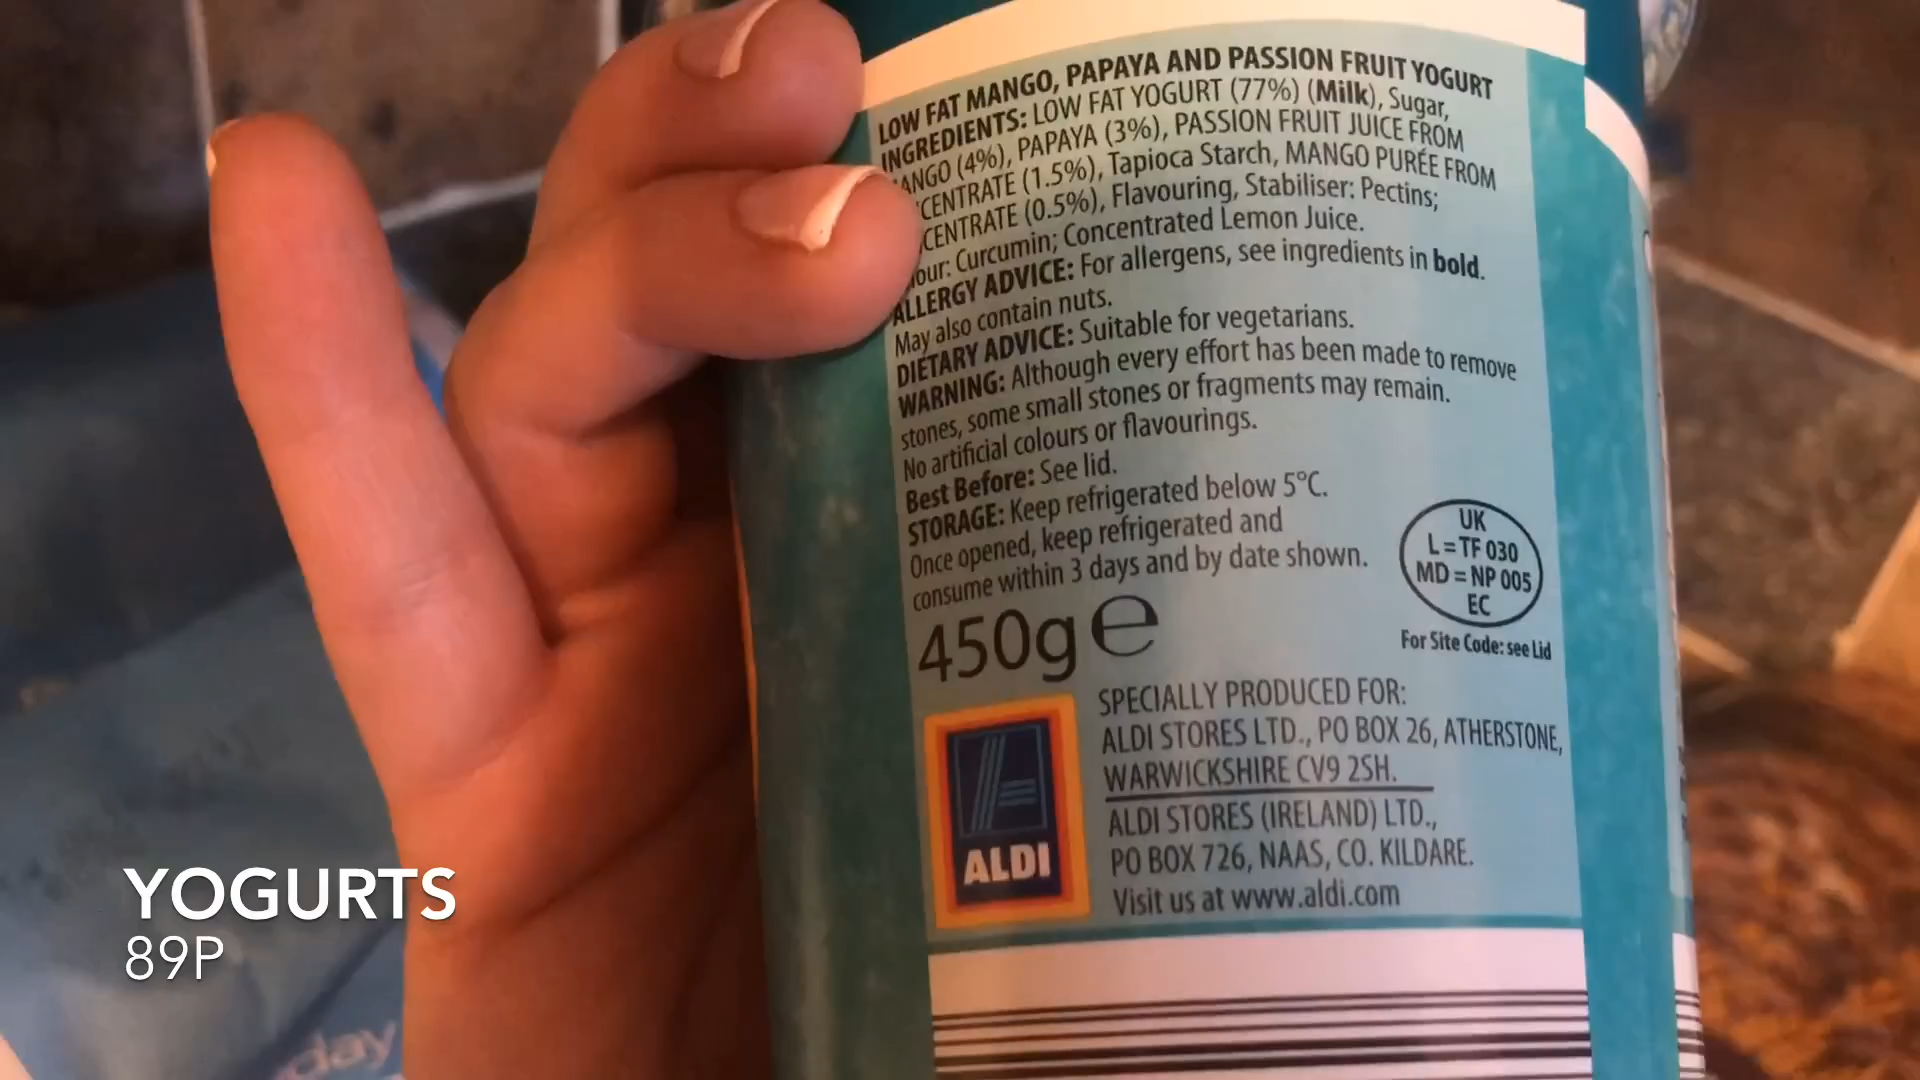 LOW FAT MANGO, PAPAYA AND PASSION FRUIT YOGURT
INGREDIENTS: LOW FAT YOGURT (77%) (Milk), Sugar,
ANGO (4%), PAPAYA (3%), PASSION FRUIT JUICE FROM
CENTRATE (1.5%), Tapioca Starch, MANGO PURÉE FROM
CENTRATE (0.5%), Flavouring, Stabiliser: Pectins;
our: Curcumin; Concentrated Lemon Juice.
ALLERGY ADVICE: For allergens, see ingredients in bold.
May also contain nuts.
DIETARY ADVICE: Suitable for vegetarians.
WARNING: Although every effort has been made to remove
stones, some small stones or fragments may remain.
No artificial colours or flavourings.
Best Before: See lid.
STORAGE: Keep refrigerated below 5°C.
Once opened, keep refrigerated and
consume within 3 days and by date shown.
450g e
UK
L=TF 030
MD=NP 005
EC
For Site Code: see Lid
SPECIALLY PRODUCED FOR:
ALDI STORES LTD., PO BOX 26, ATHERSTONE,
WARWICKSHIRE CV9 2SH.
ALDI STORES (IRELAND) LTD.,
PO BOX 726, NAAS, CO. KILDARE.
Visit us at www.aldi.com
ALDI
YOGURTS
89P
day